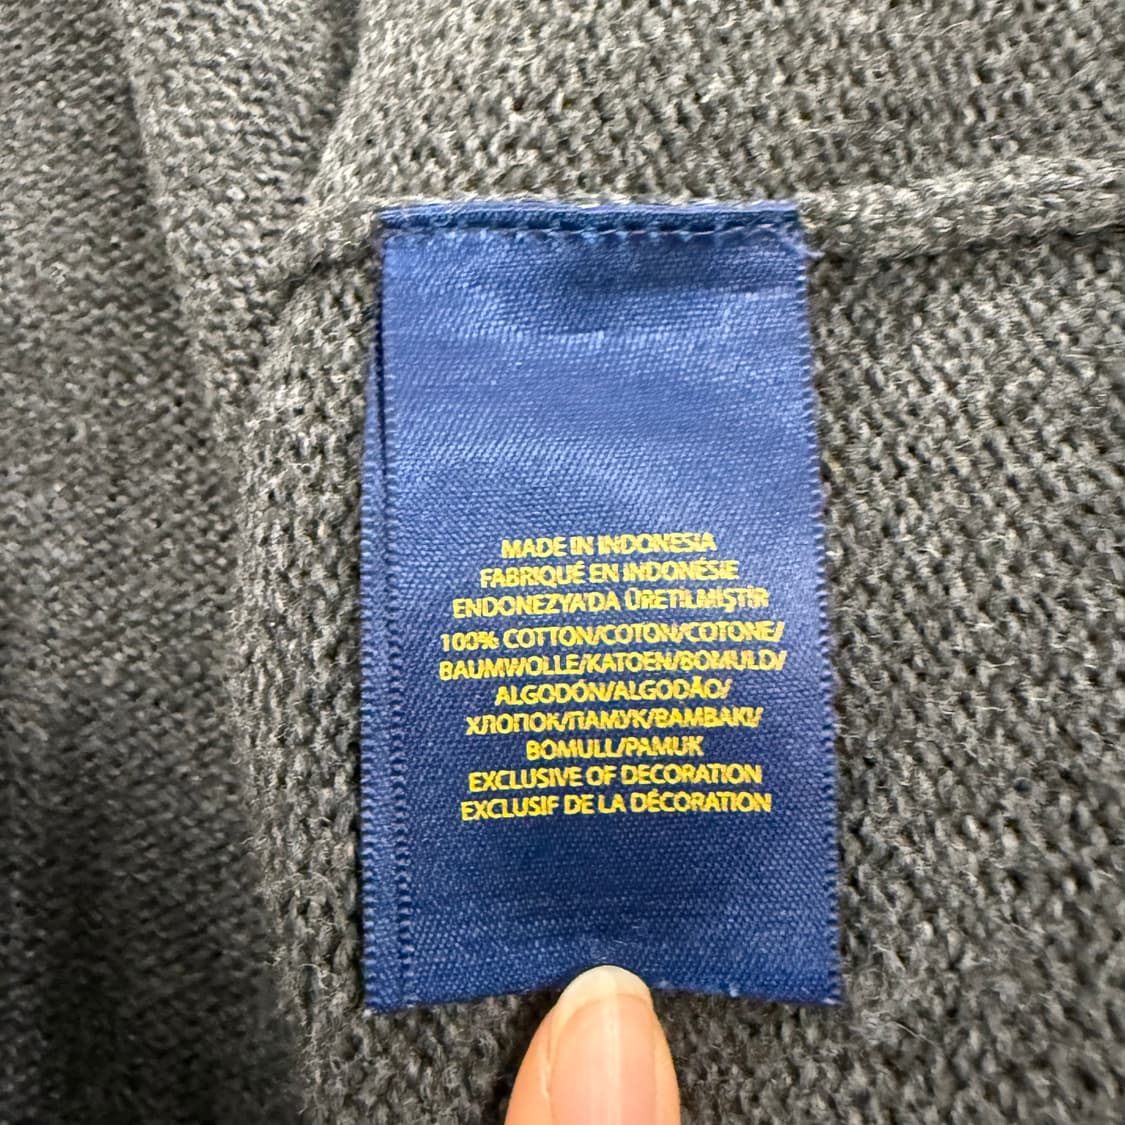 MADE IN INDONESIA
FABRIQUÉ EN INDONÉSIE
ENDONEZYA'DA ÜRETILMIŞTIR
100% COTTON/COTON/COTONE/
BAUMWOLLE/KATOEN/BOMULD/
ALGODÓN/ALGODÃO/
ХЛОПОК/ПАМУК/BAMBAKI/
BOMULL/PAMUK
EXCLUSIVE OF DECORATION
EXCLUSIF DE LA DÉCORATION